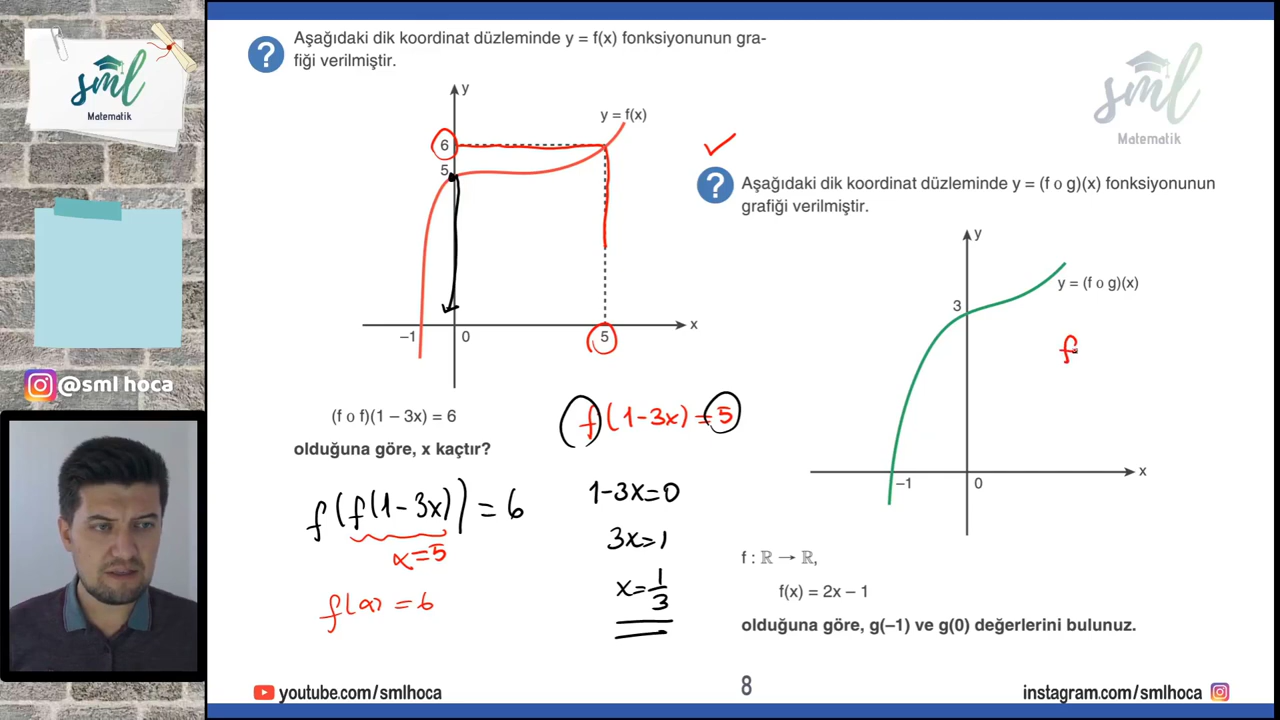 sml
Matematik
@sml hoca
Aşağıdaki dik koordinat düzleminde y = f(x) fonksiyonunun gra-
fiği verilmiştir.
y
y = f(x)
6
5
–1
0
5
x
(f o f)(1 – 3x) = 6
olduğuna göre, x kaçtır?
f(f(1-3x)) = 6
α=5
f(α) = 6
f(1-3x) = 5
1-3x=0
3x=1
x=1/3
sml
Matematik
Aşağıdaki dik koordinat düzleminde y = (f o g)(x) fonksiyonunun
grafiği verilmiştir.
y
y = (f o g)(x)
3
f
–1
0
x
f : ℝ → ℝ,
f(x) = 2x – 1
olduğuna göre, g(–1) ve g(0) değerlerini bulunuz.
youtube.com/smlhoca
8
instagram.com/smlhoca